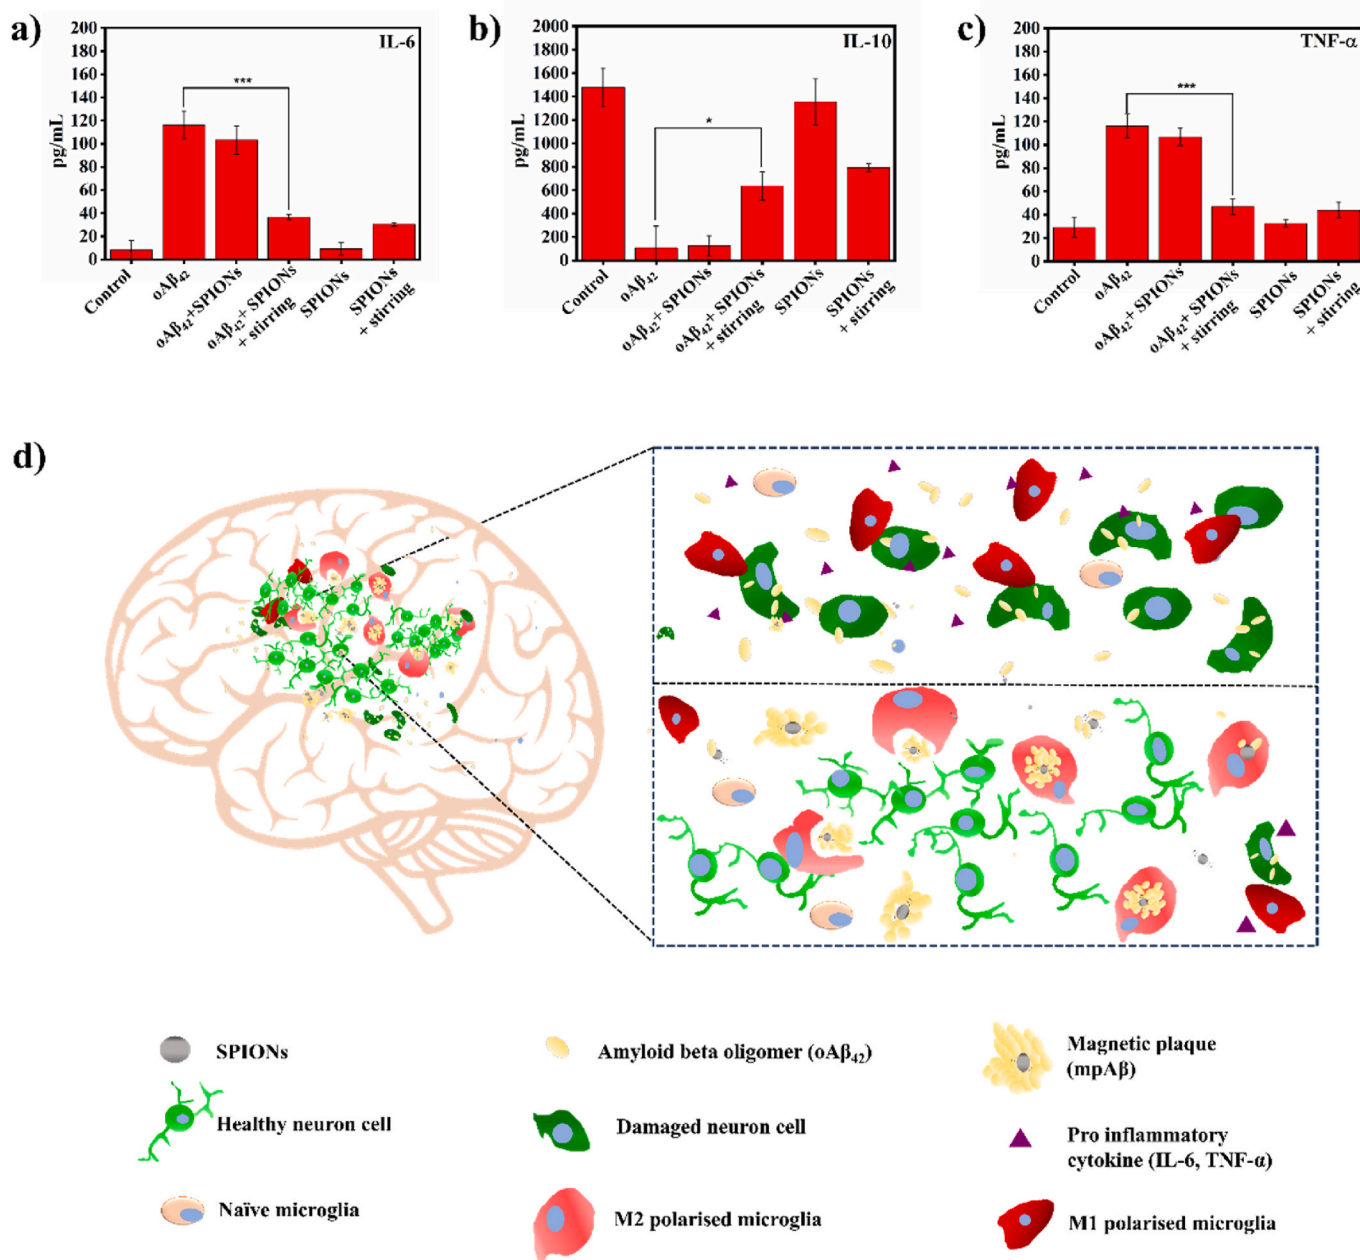 a)
IL-6
pg/mL
200
180
160
140
120
100
80
60
40
20
0
***
Control
oAβ₄₂
oAβ₄₂+SPIONs
oAβ₄₂+ SPIONs
+ stirring
SPIONs
SPIONs
+ stirring
b)
IL-10
2000
1800
1600
1400
1200
1000
800
600
400
200
0
pg/mL
*
Control
oAβ₄₂
oAβ₄₂+ SPIONs
oAβ₄₂+ SPIONs
+ stirring
SPIONs
SPIONs
+ stirring
c)
TNF-α
200
180
160
140
120
100
80
60
40
20
0
pg/mL
***
Control
oAβ₄₂
oAβ₄₂+ SPIONs
oAβ₄₂+ SPIONs
+ stirring
SPIONs
SPIONs
+ stirring
d)
SPIONs
Amyloid beta oligomer (oAβ₄₂)
Magnetic plaque
(mpAβ)
Healthy neuron cell
Damaged neuron cell
Pro inflammatory
cytokine (IL-6, TNF-α)
Naïve microglia
M2 polarised microglia
M1 polarised microglia